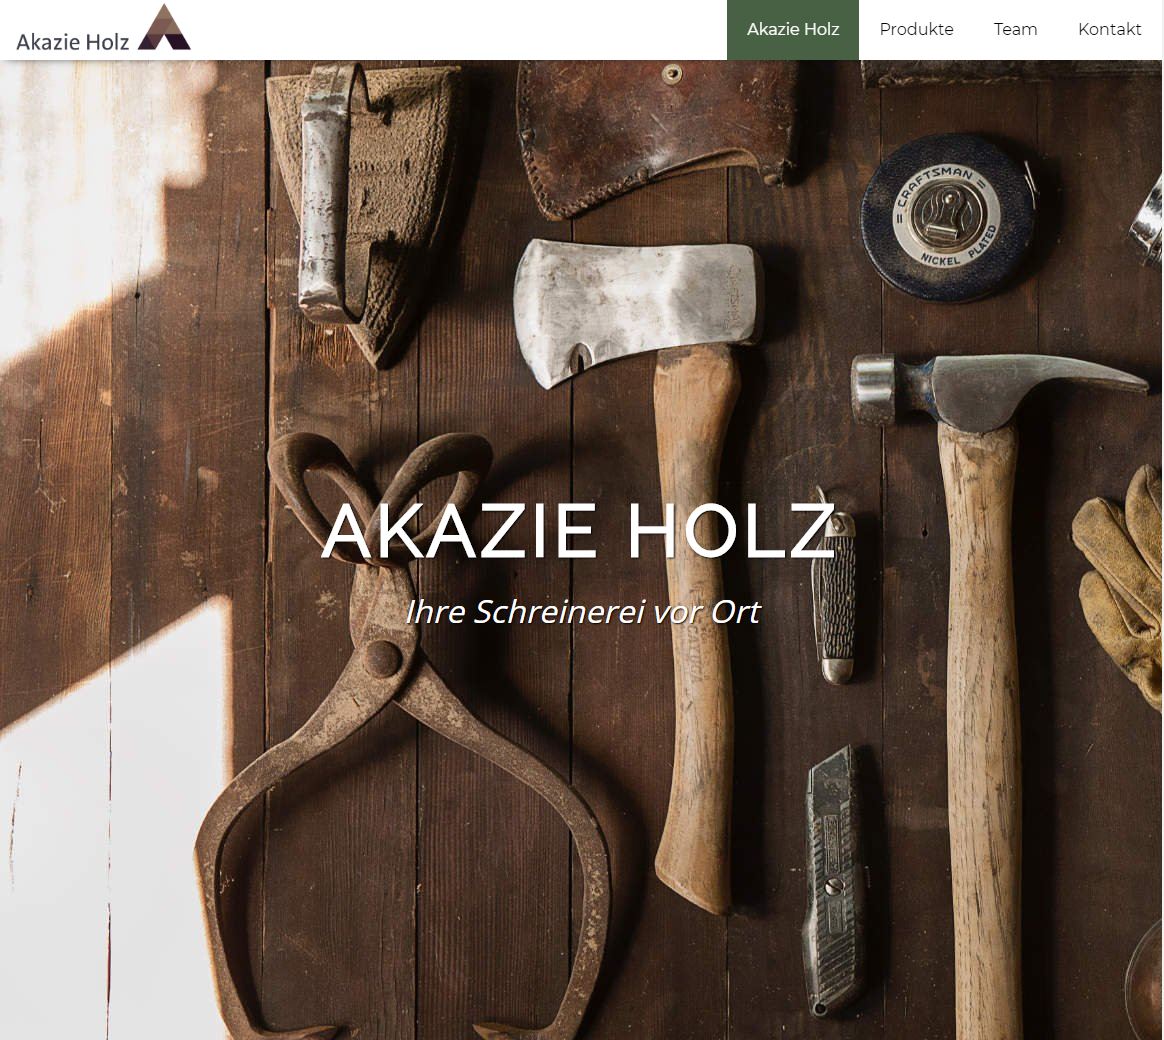 Akazie Holz
Akazie Holz Produkte Team Kontakt
= CRAFTSMAN =
NICKEL PLATED
AKAZIE HOLZ
Ihre Schreinerei vor Ort